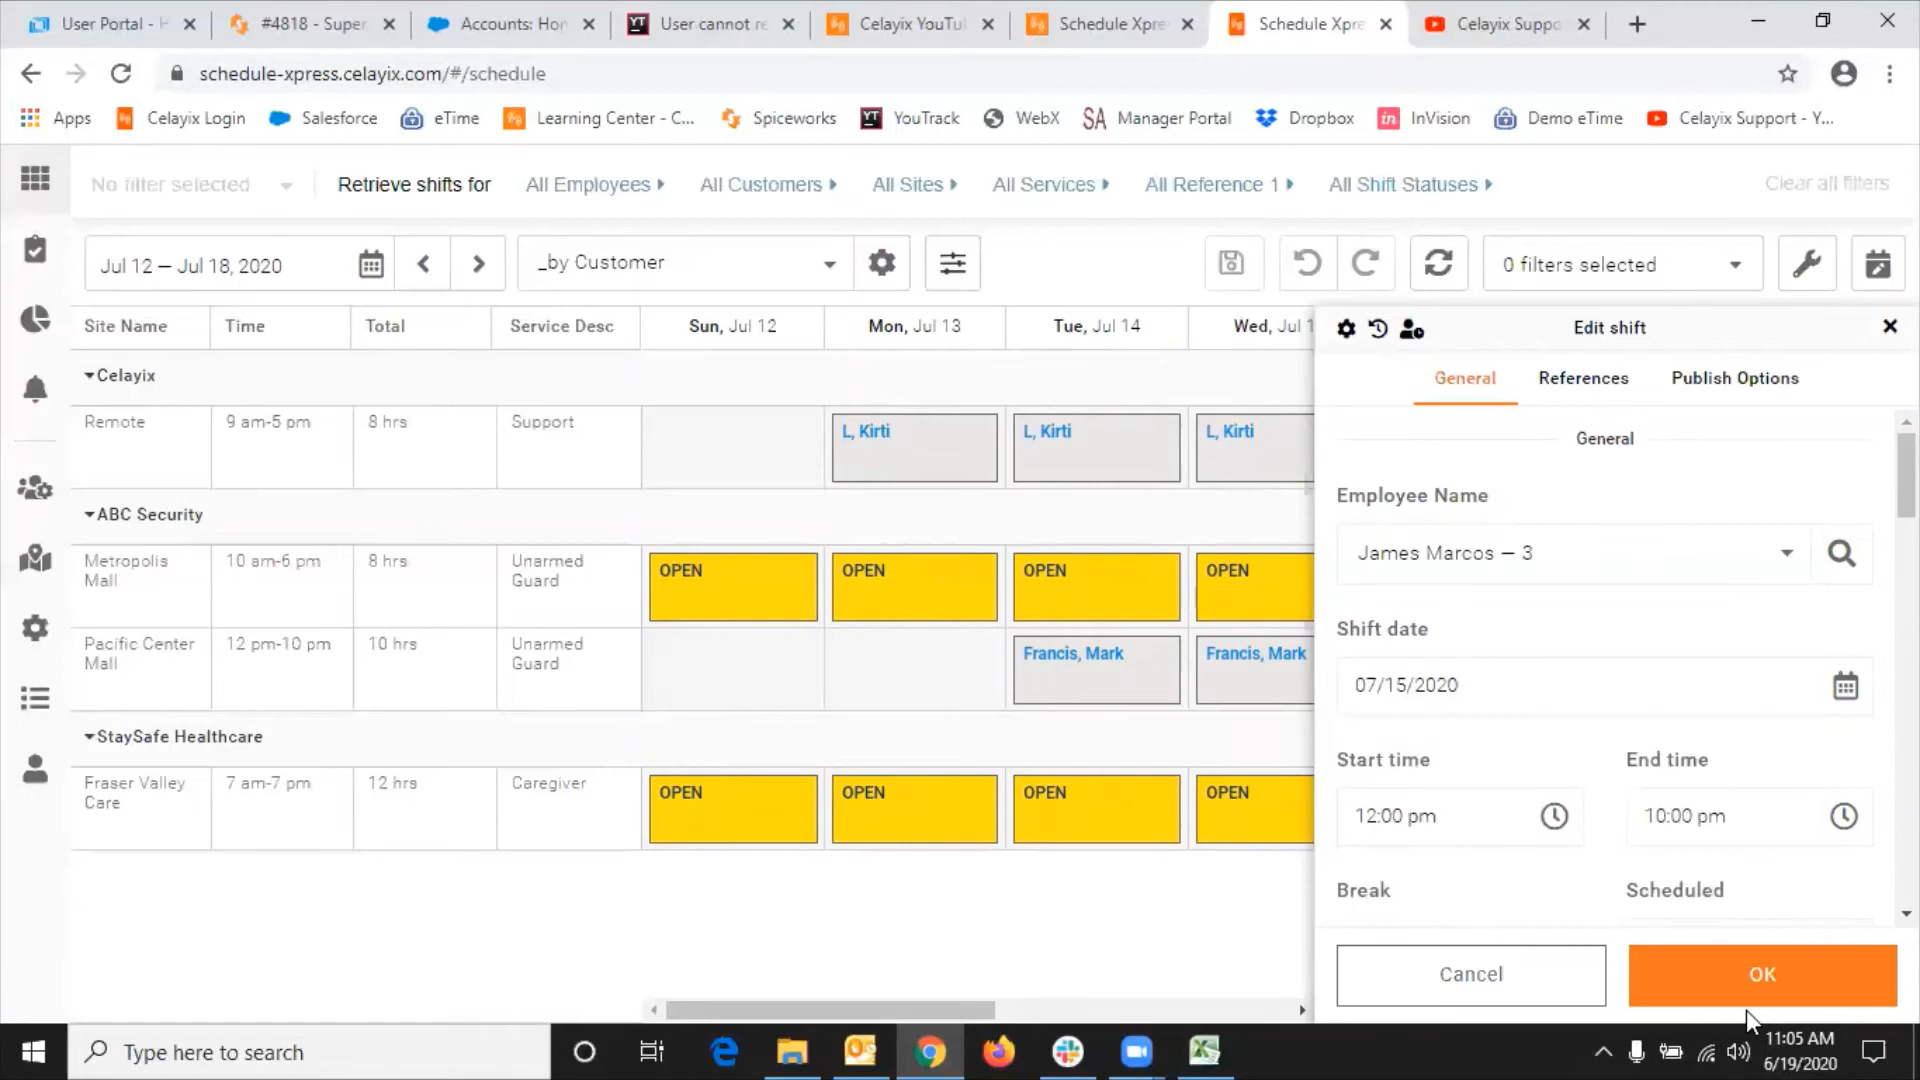 User Portal - H
#4818 - Super
Accounts: Hon
User cannot re
Celayix YouTub
Schedule Xpre
Schedule Xpre
Celayix Suppo
schedule-xpress.celayix.com/#/schedule
Apps
Celayix Login
Salesforce
eTime
Learning Center - C...
Spiceworks
YT YouTrack
WebX
SA Manager Portal
Dropbox
in InVision
Demo eTime
Celayix Support - Y...
No filter selected
Retrieve shifts for
All Employees
All Customers
All Sites
All Services
All Reference 1
All Shift Statuses
Clear all filters
Jul 12 — Jul 18, 2020
_by Customer
0 filters selected
Site Name
Time
Total
Service Desc
Sun, Jul 12
Mon, Jul 13
Tue, Jul 14
Wed, Jul 1
Edit shift
General
References
Publish Options
Celayix
Remote
9 am-5 pm
8 hrs
Support
L, Kirti
L, Kirti
L, Kirti
ABC Security
Metropolis
Mall
10 am-6 pm
8 hrs
Unarmed
Guard
OPEN
OPEN
OPEN
OPEN
Pacific Center
Mall
12 pm-10 pm
10 hrs
Unarmed
Guard
Francis, Mark
Francis, Mark
StaySafe Healthcare
Fraser Valley
Care
7 am-7 pm
12 hrs
Caregiver
OPEN
OPEN
OPEN
OPEN
General
Employee Name
James Marcos — 3
Shift date
07/15/2020
Start time
End time
12:00 pm
10:00 pm
Break
Scheduled
Cancel
OK
Type here to search
11:05 AM
6/19/2020